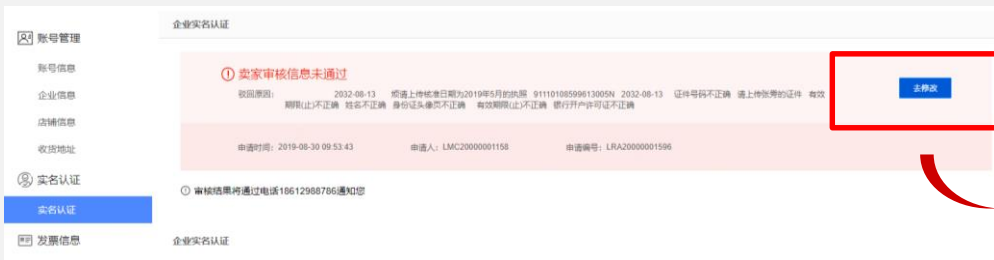 企业实名认证
账号管理
账号信息
企业信息
店铺信息
收货地址
实名认证
实名认证
发票信息
卖家审核信息未通过
驳回原因: 2032-08-13 烦请上传核准日期为2019年5月的执照 91110108599613005N 2032-08-13 证件号码不正确 请上传张旁的证件 有效
期限(止)不正确 姓名不正确 身份证头像页不正确 有效期限(止)不正确 银行开户许可证不正确
去修改
申请时间: 2019-08-30 09:53:43 申请人: LMC20000001158 申请编号: LRA20000001596
审核结果将通过电话18612988786通知您
企业实名认证